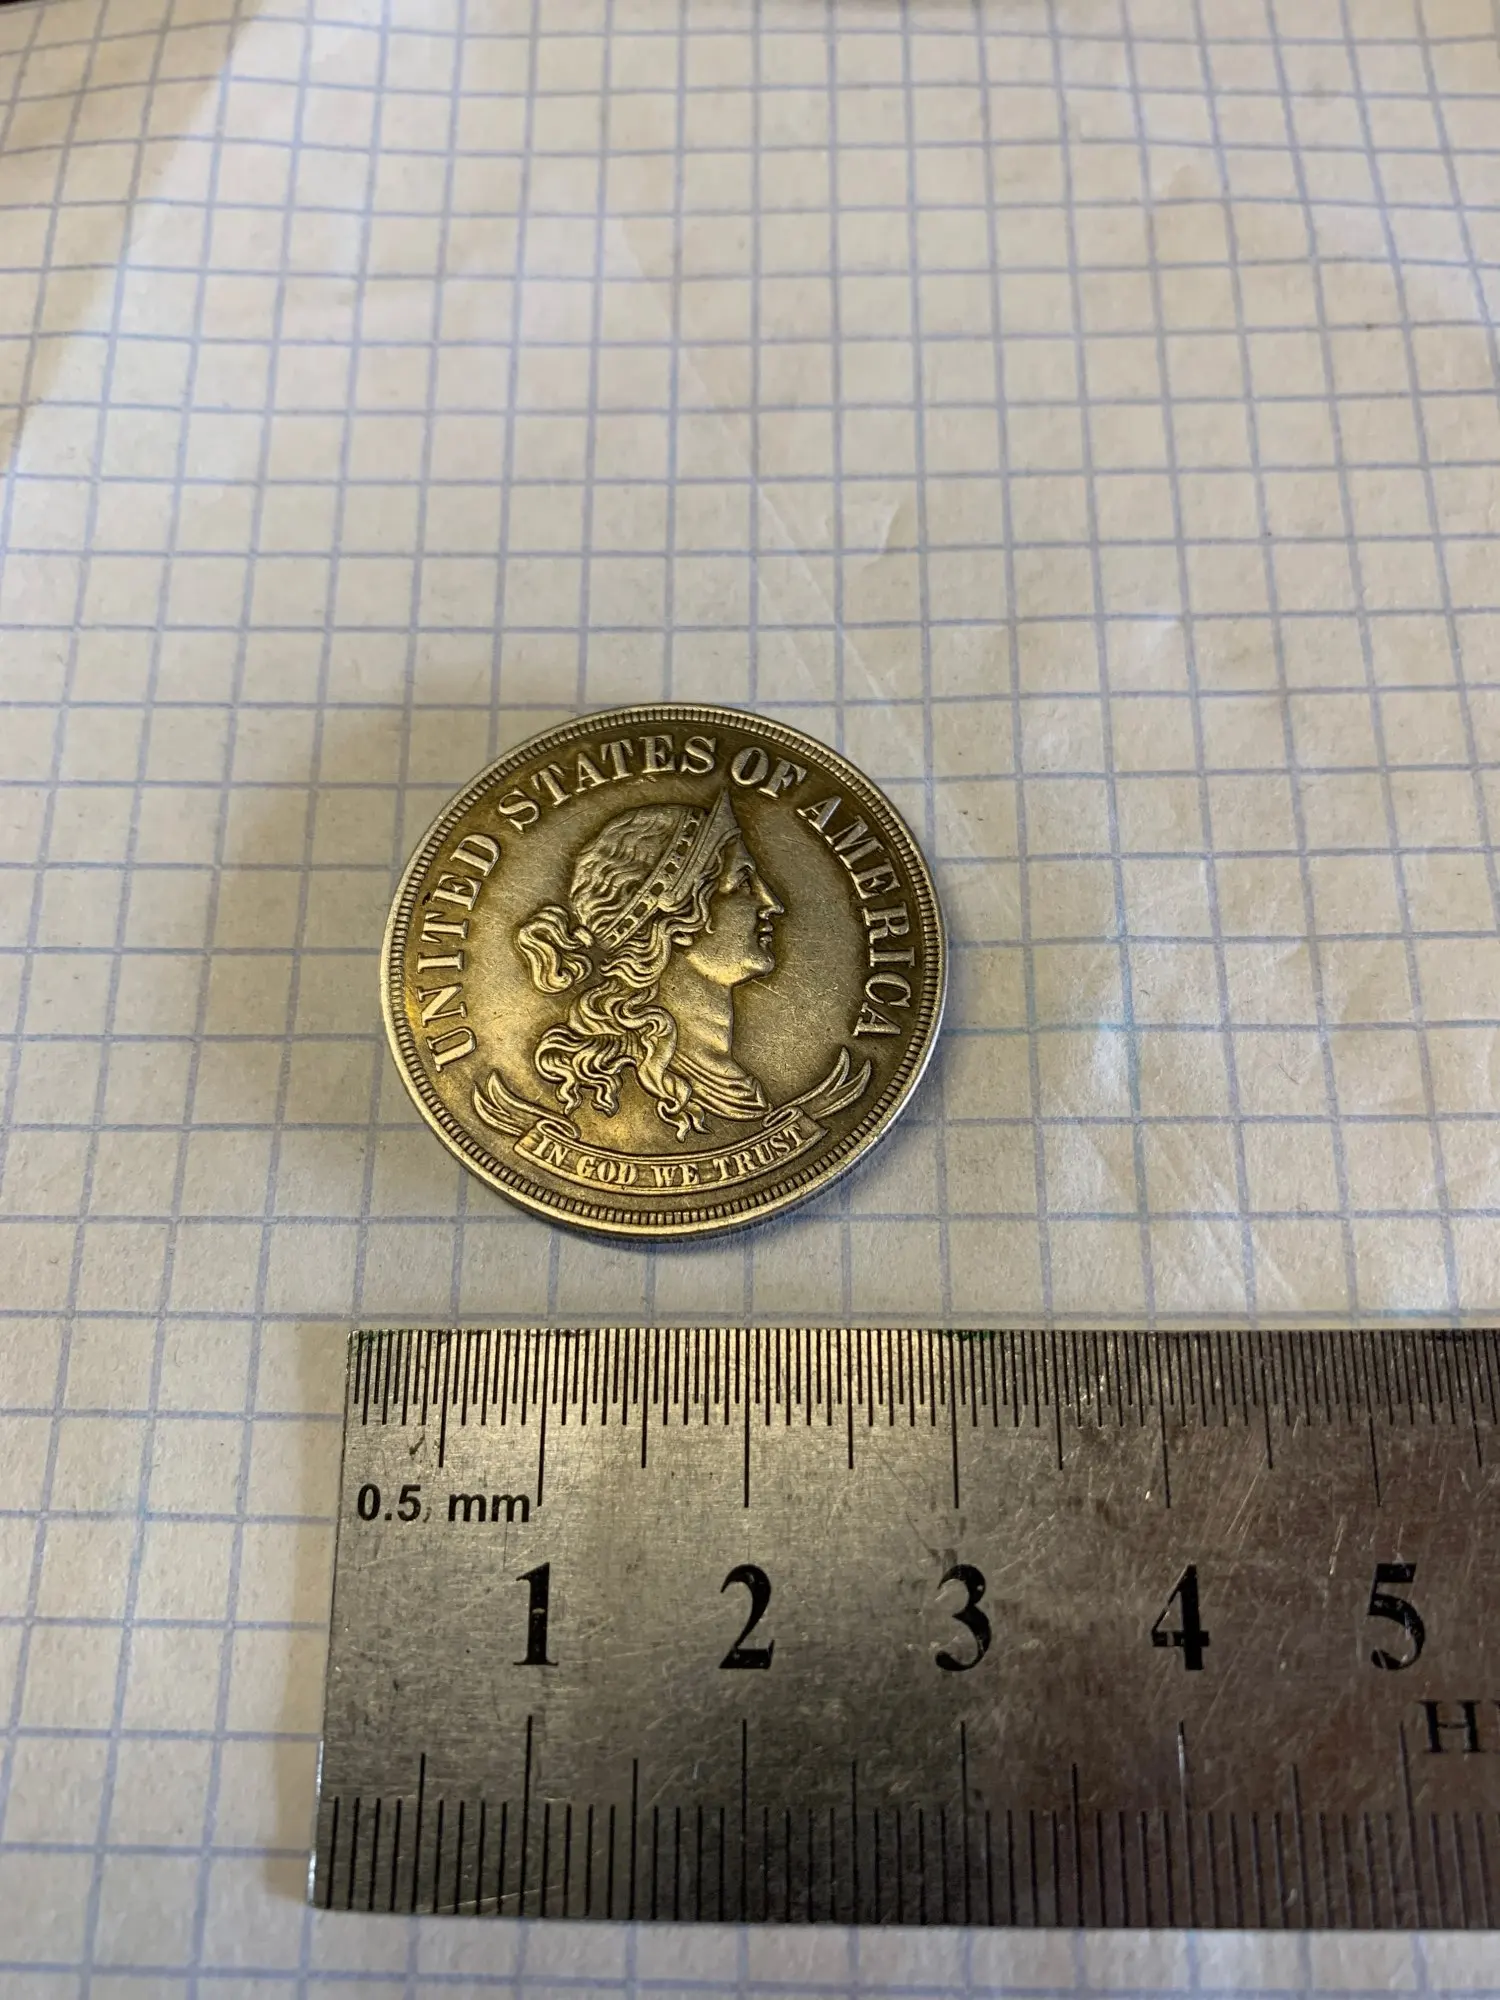 UNITED STATES OF AMERICA
IN GOD WE TRUST
0.5 mm
1 2 3 4 5
H